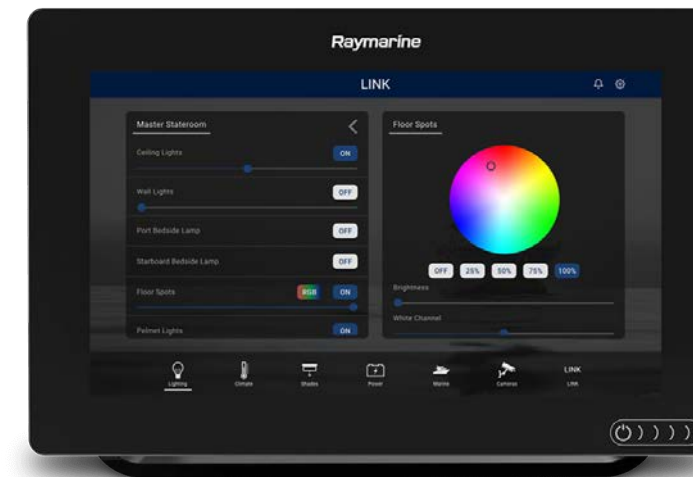 Raymarine
LINK
Master Stateroom
Ceiling Lights ON
Wall Lights OFF
Port Bedside Lamp OFF
Starboard Bedside Lamp OFF
Floor Spots RGB ON
Pelmet Lights ON
Floor Spots
OFF 25% 50% 75% 100%
Brightness
White Channel
LINK
Lighting Climate Shades Power Marine Cameras LINK